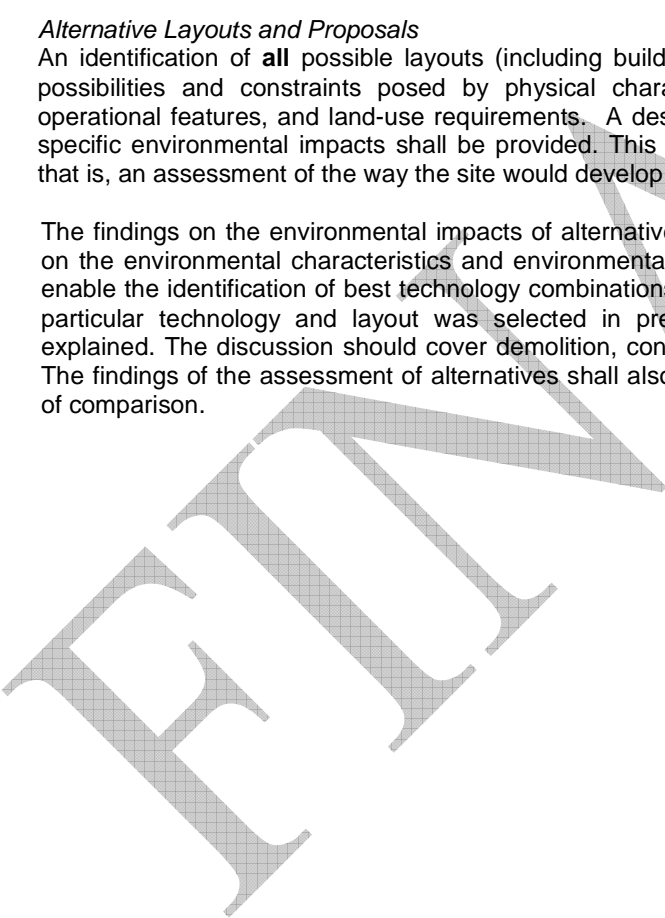 Alternative Layouts and Proposals
An identification of all possible layouts (including build
possibilities and constraints posed by physical chara
operational features, and land-use requirements. A des
specific environmental impacts shall be provided. This
that is, an assessment of the way the site would develop
The findings on the environmental impacts of alternative
on the environmental characteristics and environmenta
enable the identification of best technology combinations
particular technology and layout was selected in pre
explained. The discussion should cover demolition, con
The findings of the assessment of alternatives shall also
of comparison.
FIN